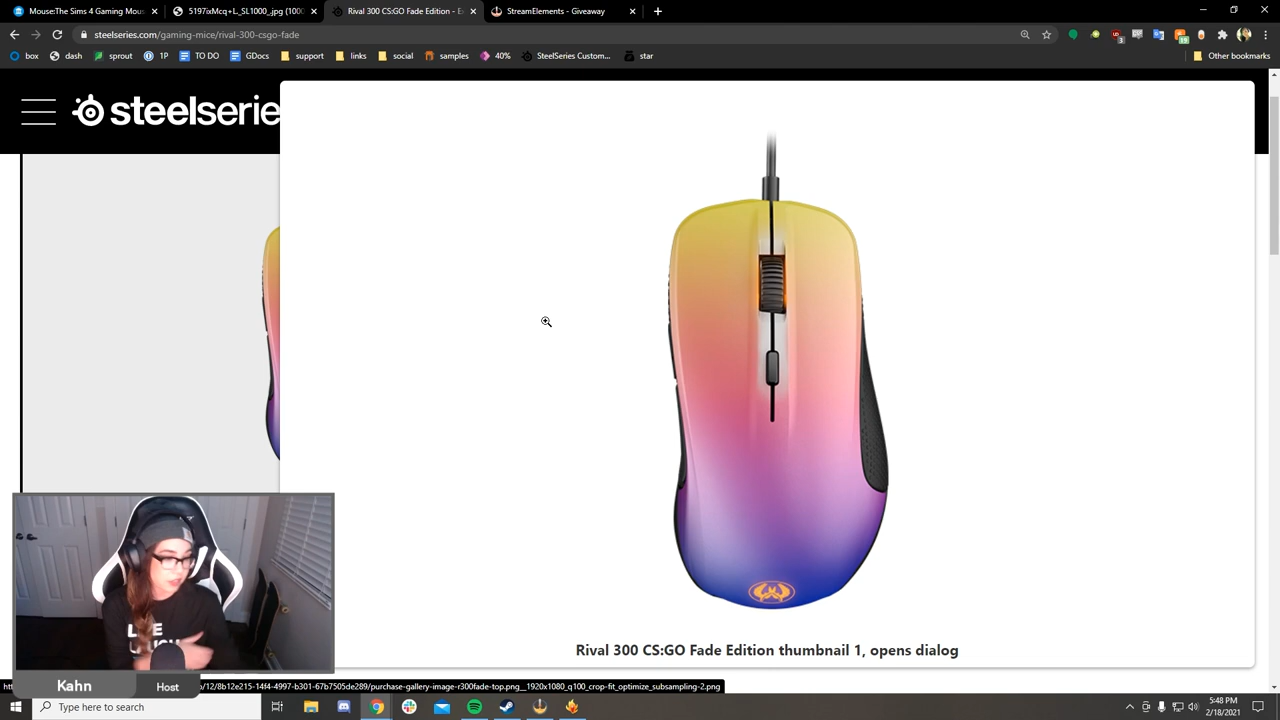 Mouse:The Sims 4 Gaming Mous
5197ixMcq+L._SL1000_.jpg (1000
Rival 300 CS:GO Fade Edition - E
StreamElements - Giveaway
steelseries.com/gaming-mice/rival-300-csgo-fade
box
dash
sprout
1P
TO DO
GDocs
support
links
social
samples
40%
SteelSeries Custom...
star
Other bookmarks
steelserie
Rival 300 CS:GO Fade Edition thumbnail 1, opens dialog
Kahn
Host
/12/8b12e215-14f4-4997-b301-67b7505de289/purchase-gallery-image-r300fade-top.png__1920x1080_q100_crop-fit_optimize_subsampling-2.png
Type here to search
5:48 PM
2/18/2021